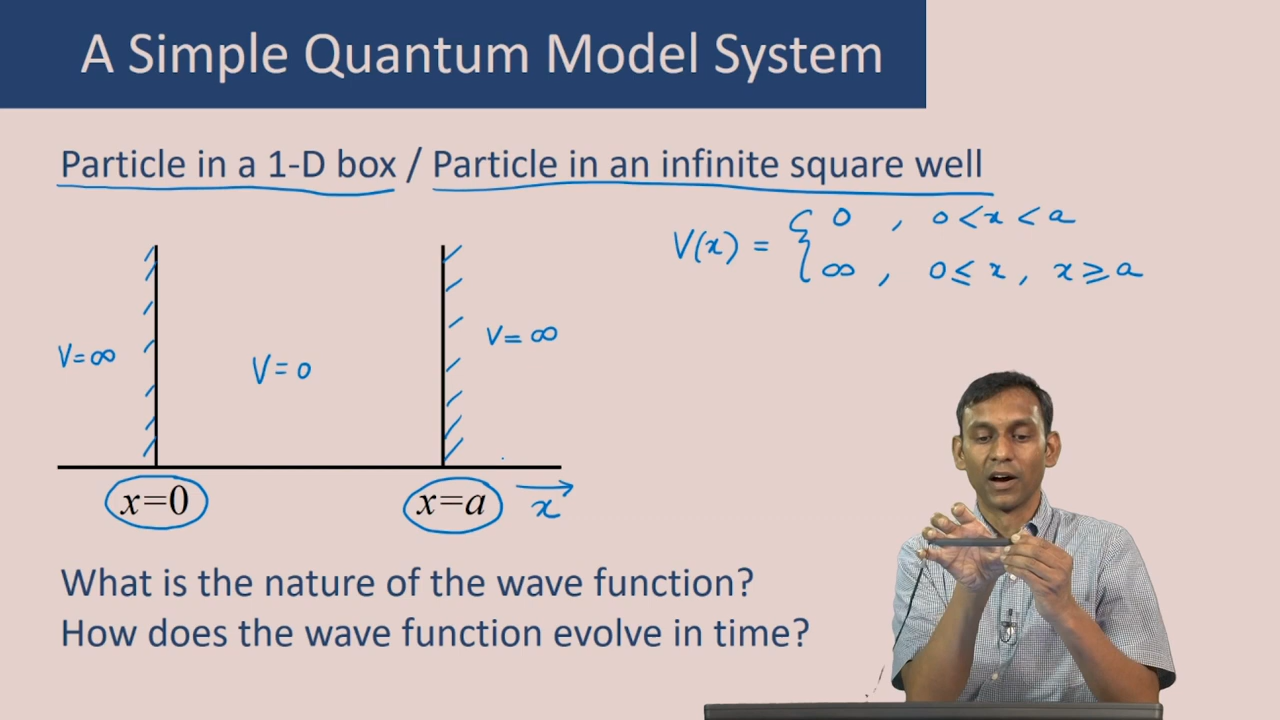 A Simple Quantum Model System
Particle in a 1-D box / Particle in an infinite square well
V(x) = { 0 , 0 < x < a
∞ , 0 ≤ x , x ≥ a
V=∞
V=0
V=∞
x=0
x=a
x
What is the nature of the wave function?
How does the wave function evolve in time?